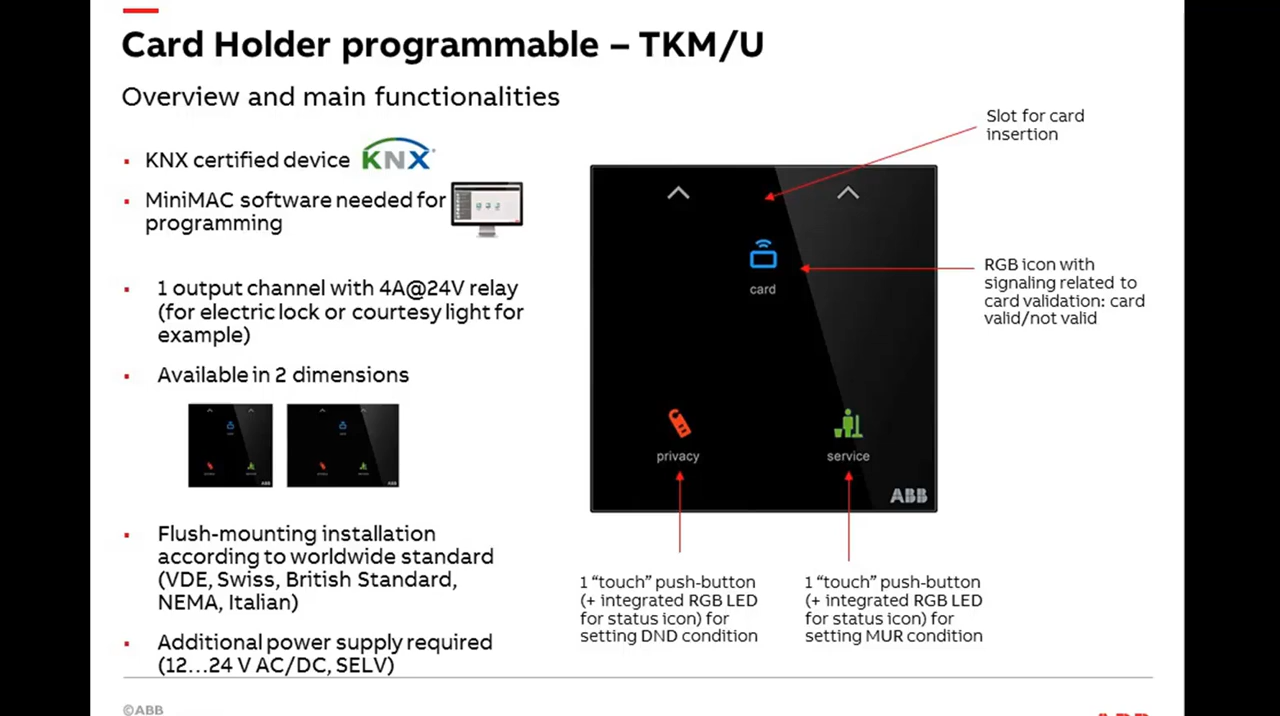 Card Holder programmable – TKM/U
Overview and main functionalities
▪ KNX certified device KNX
▪ MiniMAC software needed for
programming
▪ 1 output channel with 4A@24V relay
(for electric lock or courtesy light for
example)
▪ Available in 2 dimensions
▪ Flush-mounting installation
according to worldwide standard
(VDE, Swiss, British Standard,
NEMA, Italian)
▪ Additional power supply required
(12...24 V AC/DC, SELV)
Slot for card
insertion
card
RGB icon with
signaling related to
card validation: card
valid/not valid
privacy
service
ABB
1 “touch” push-button
(+ integrated RGB LED
for status icon) for
setting DND condition
1 “touch” push-button
(+ integrated RGB LED
for status icon) for
setting MUR condition
©ABB
ABB